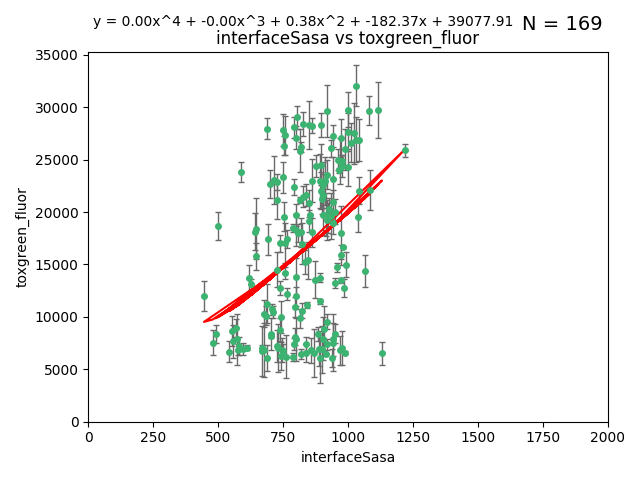 y = 0.00x^4 + -0.00x^3 + 0.38x^2 + -182.37x + 39077.91 N = 169
interfaceSasa vs toxgreen_fluor
35000
30000
25000
20000
15000
10000
5000
0
toxgreen_fluor
0 250 500 750 1000 1250 1500 1750 2000
interfaceSasa